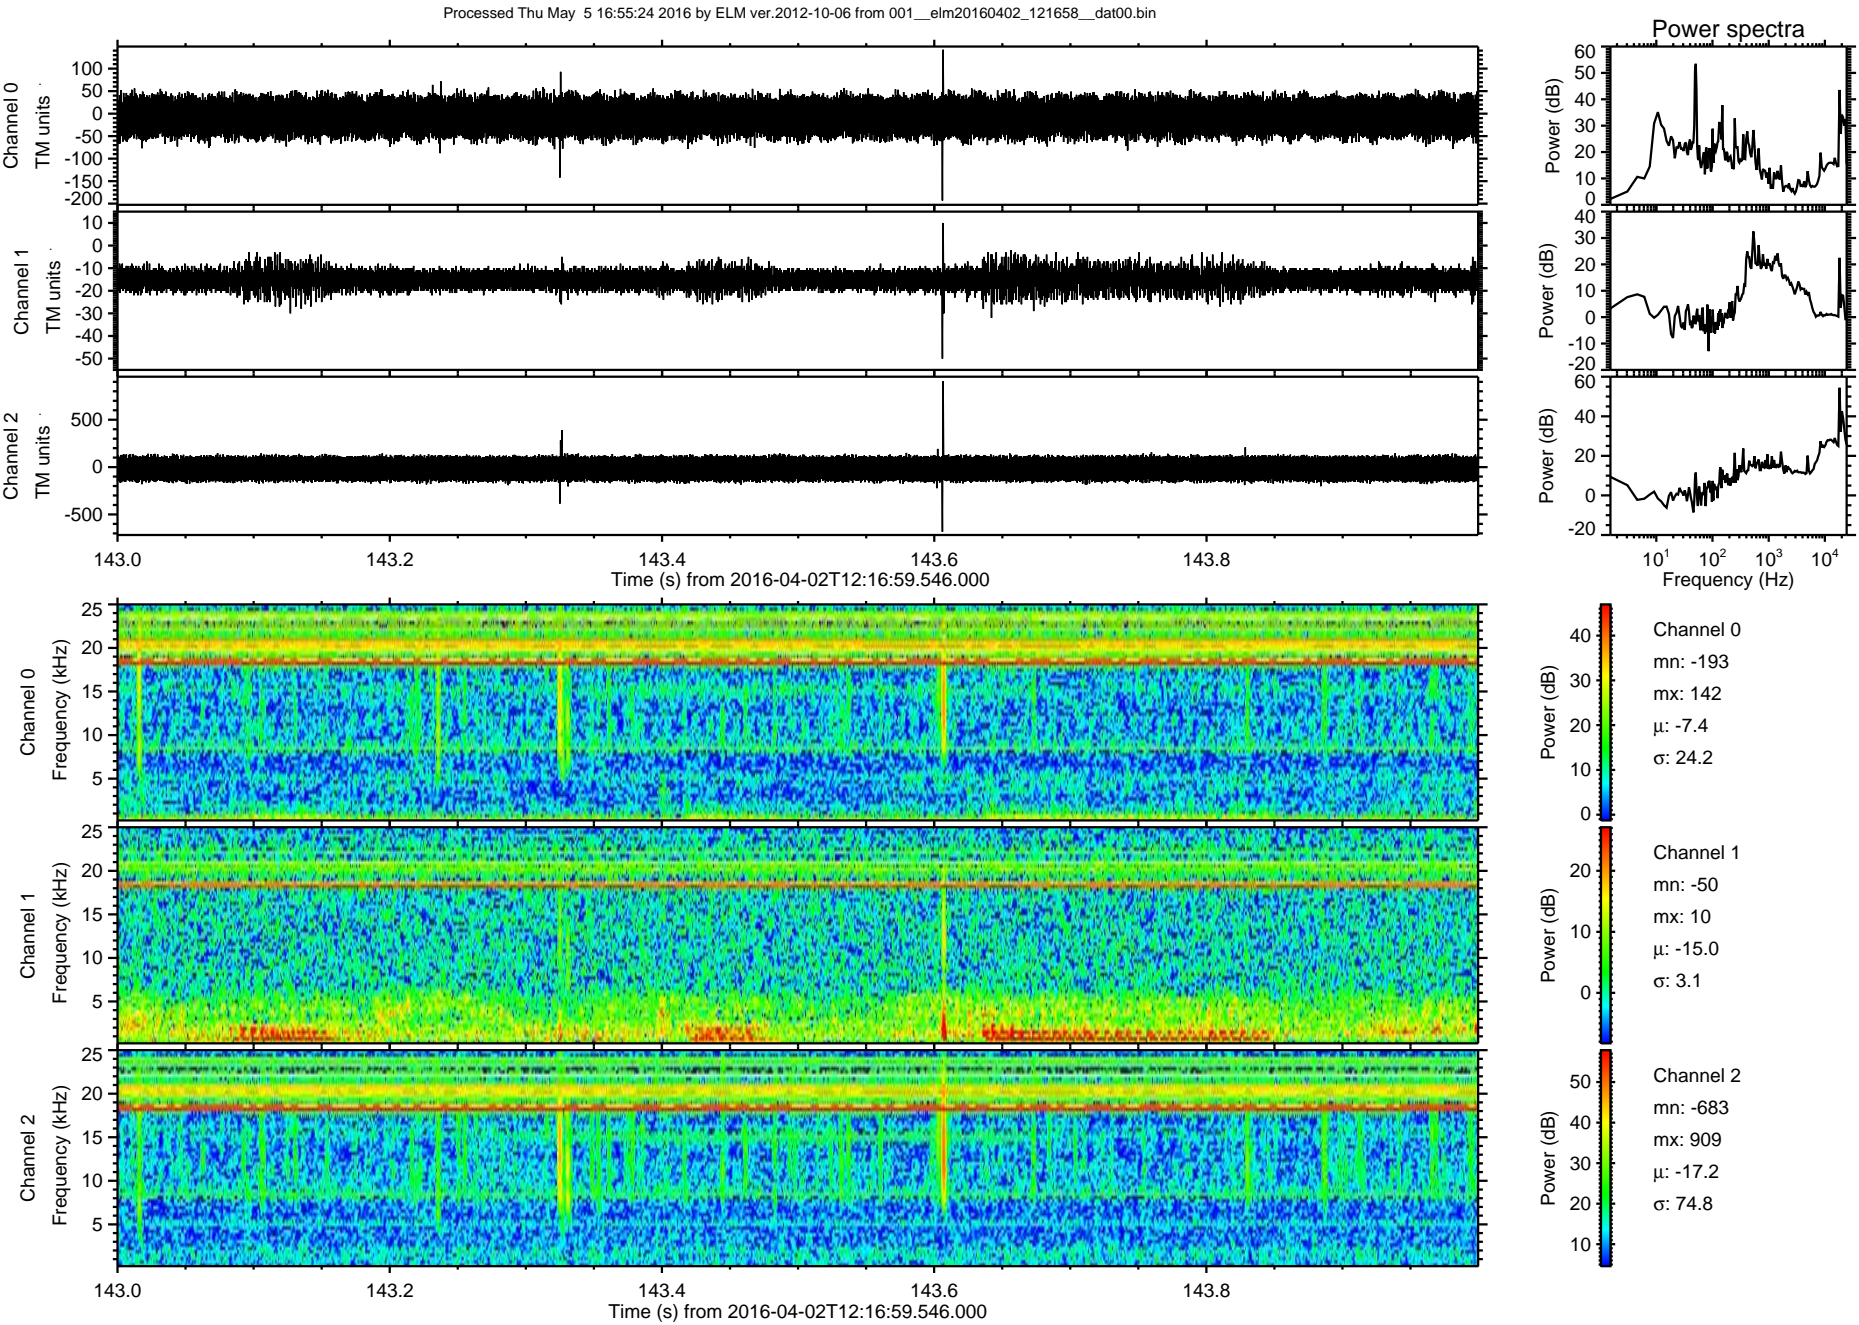 Processed Thu May  5 16:55:24 2016 by ELM ver.2012-10-06 from 001__elm20160402_121658__dat00.bin
Power spectra
Channel 0
TM units
100
50
0
-50
-100
-150
-200
Power (dB)
60
50
40
30
20
10
0
Channel 1
TM units
10
0
-10
-20
-30
-40
-50
Power (dB)
40
30
20
10
0
-10
-20
Channel 2
TM units
500
0
-500
Power (dB)
60
40
20
0
-20
143.0 143.2 143.4 143.6 143.8
Time (s) from 2016-04-02T12:16:59.546.000
10^1 10^2 10^3 10^4
Frequency (Hz)
Channel 0
Frequency (kHz)
25
20
15
10
5
Power (dB)
40
30
20
10
0
Channel 0
mn: -193
mx: 142
μ: -7.4
σ: 24.2
Channel 1
Frequency (kHz)
25
20
15
10
5
Power (dB)
20
10
0
Channel 1
mn: -50
mx: 10
μ: -15.0
σ: 3.1
Channel 2
Frequency (kHz)
25
20
15
10
5
Power (dB)
50
40
30
20
10
Channel 2
mn: -683
mx: 909
μ: -17.2
σ: 74.8
143.0 143.2 143.4 143.6 143.8
Time (s) from 2016-04-02T12:16:59.546.000